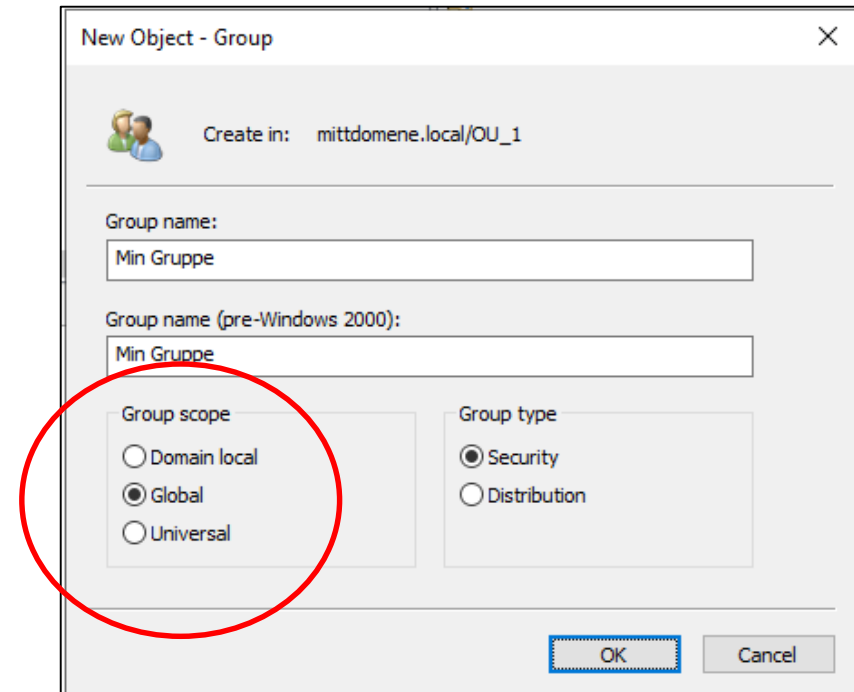 New Object - Group
Create in: mittdomene.local/OU_1
Group name:
Min Gruppe
Group name (pre-Windows 2000):
Min Gruppe
Group scope
Domain local
Global
Universal
Group type
Security
Distribution
OK Cancel